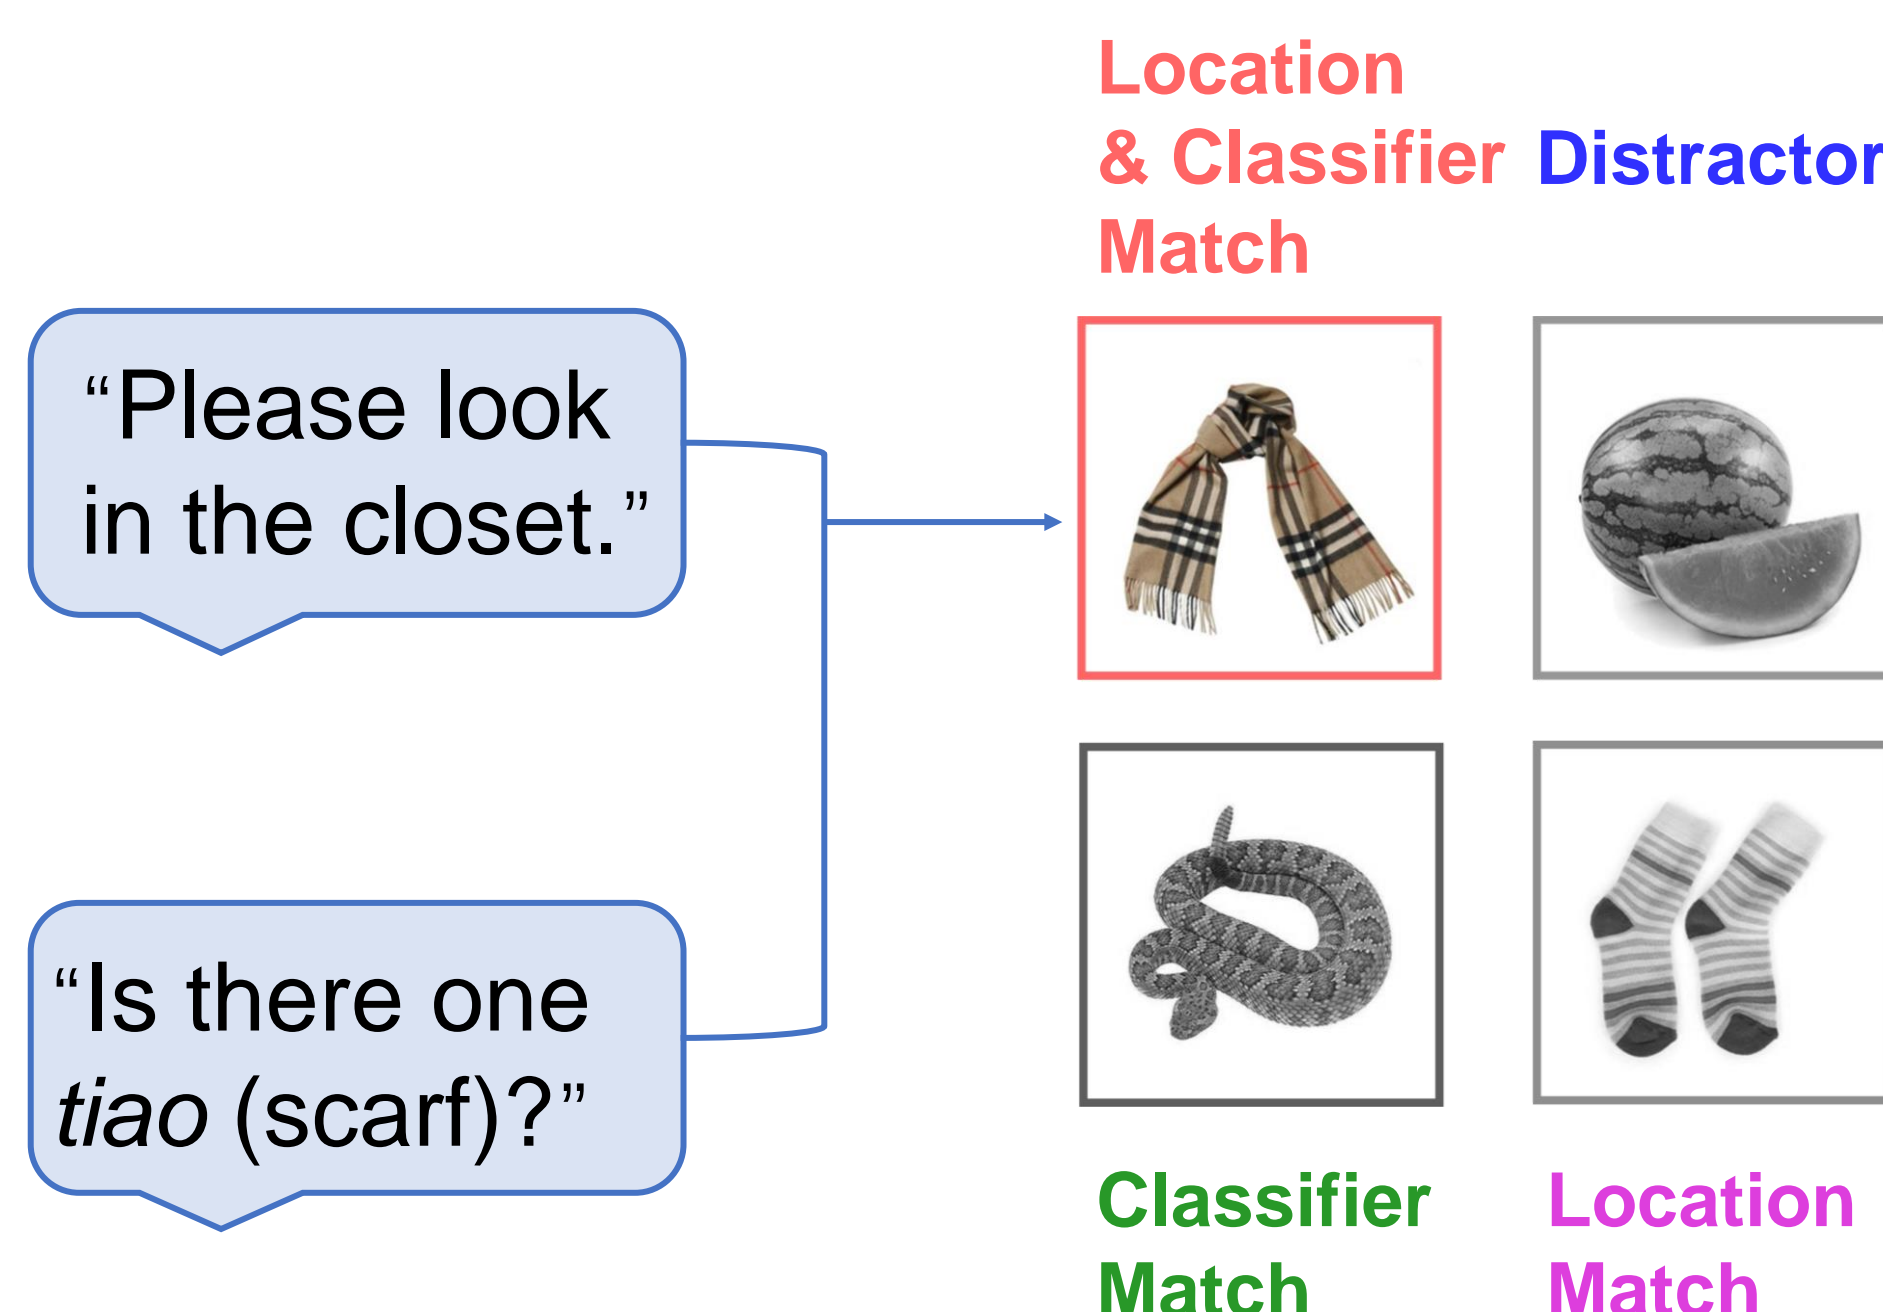 Location
& Classifier
Match
Distractor
“Please look
in the closet.”
“Is there one
tiao (scarf)?”
Classifier
Match
Location
Match